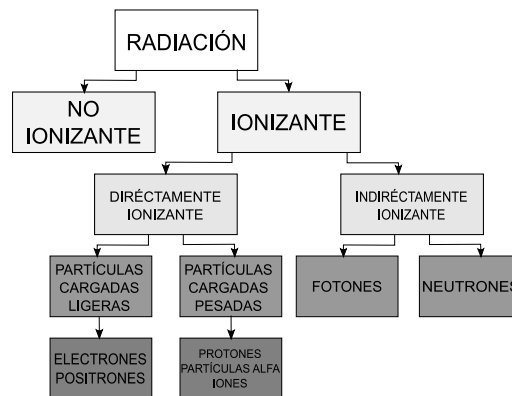 RADIACIÓN
NO
IONIZANTE
IONIZANTE
DIRÉCTAMENTE
IONIZANTE
INDIRÉCTAMENTE
IONIZANTE
PARTÍCULAS
CARGADAS
LIGERAS
PARTÍCULAS
CARGADAS
PESADAS
FOTONES
NEUTRONES
ELECTRONES
POSITRONES
PROTONES
PARTÍCULAS ALFA
IONES